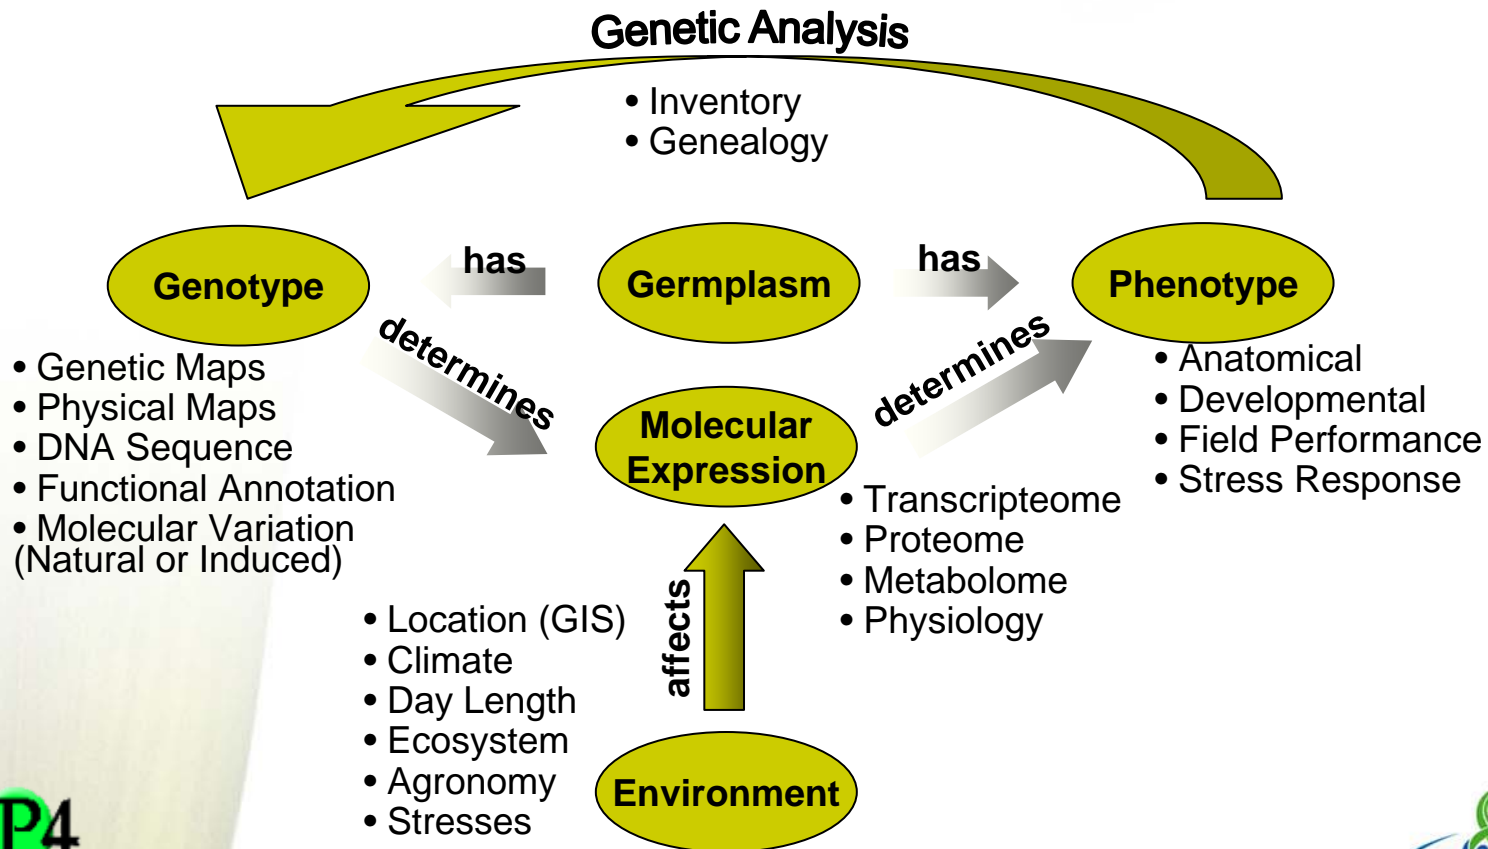 Genetic Analysis
• Inventory
• Genealogy
has
has
Genotype
Germplasm
Phenotype
determines
determines
• Genetic Maps
• Physical Maps
• DNA Sequence
• Functional Annotation
• Molecular Variation
(Natural or Induced)
Molecular
Expression
• Anatomical
• Developmental
• Field Performance
• Stress Response
• Transcripteome
• Proteome
• Metabolome
• Physiology
affects
• Location (GIS)
• Climate
• Day Length
• Ecosystem
• Agronomy
• Stresses
Environment
P4